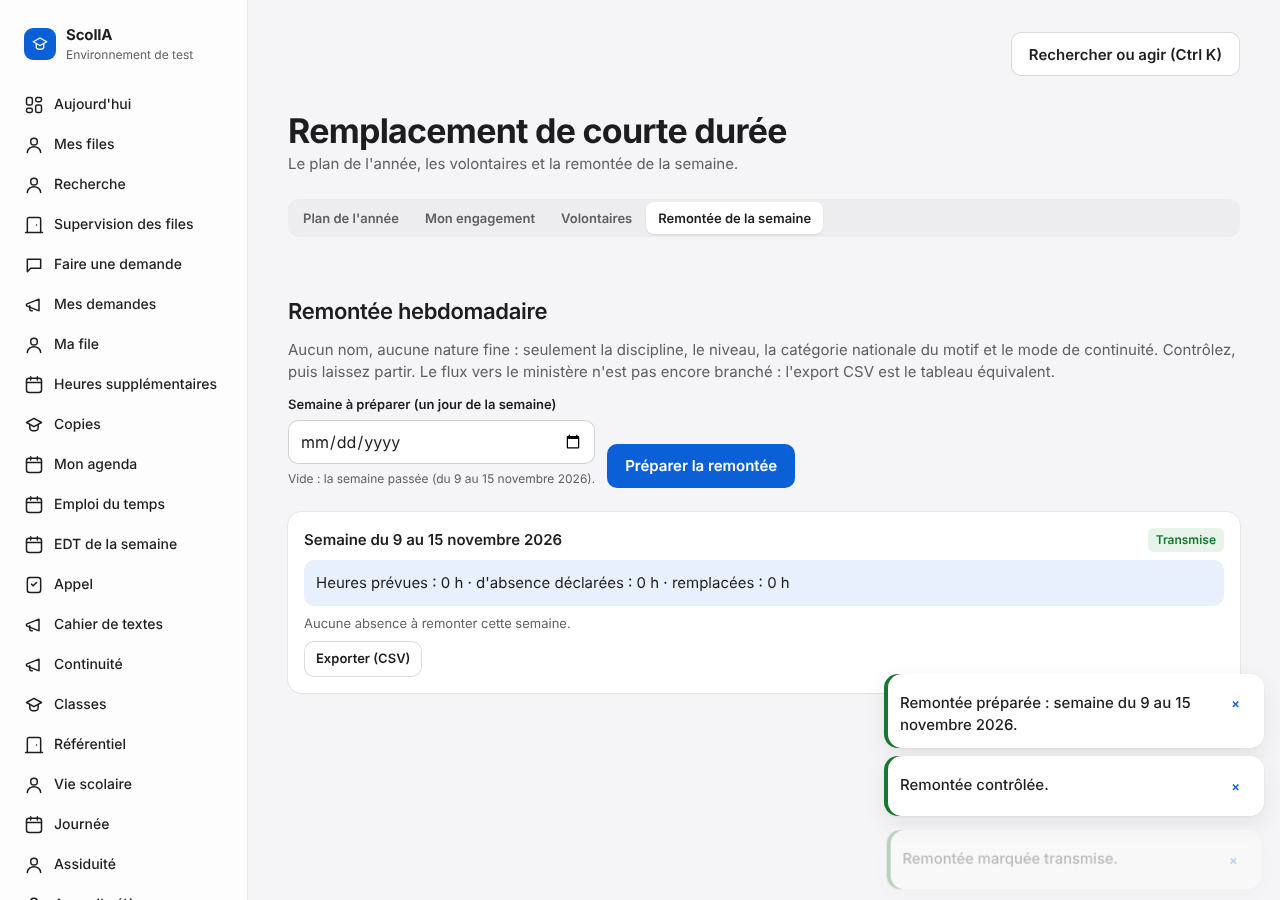 ScolIA
Environnement de test
Aujourd'hui
Mes files
Recherche
Supervision des files
Faire une demande
Mes demandes
Ma file
Heures supplémentaires
Copies
Mon agenda
Emploi du temps
EDT de la semaine
Appel
Cahier de textes
Continuité
Classes
Référentiel
Vie scolaire
Journée
Assiduité
Rechercher ou agir (Ctrl K)
Remplacement de courte durée
Le plan de l'année, les volontaires et la remontée de la semaine.
Plan de l'année
Mon engagement
Volontaires
Remontée de la semaine
Remontée hebdomadaire
Aucun nom, aucune nature fine : seulement la discipline, le niveau, la catégorie nationale du motif et le mode de continuité. Contrôlez,
puis laissez partir. Le flux vers le ministère n'est pas encore branché : l'export CSV est le tableau équivalent.
Semaine à préparer (un jour de la semaine)
mm/dd/yyyy
Vide : la semaine passée (du 9 au 15 novembre 2026).
Préparer la remontée
Semaine du 9 au 15 novembre 2026
Transmise
Heures prévues : 0 h · d'absence déclarées : 0 h · remplacées : 0 h
Aucune absence à remonter cette semaine.
Exporter (CSV)
Remontée préparée : semaine du 9 au 15
novembre 2026.
×
Remontée contrôlée.
×
Remontée marquée transmise.
×